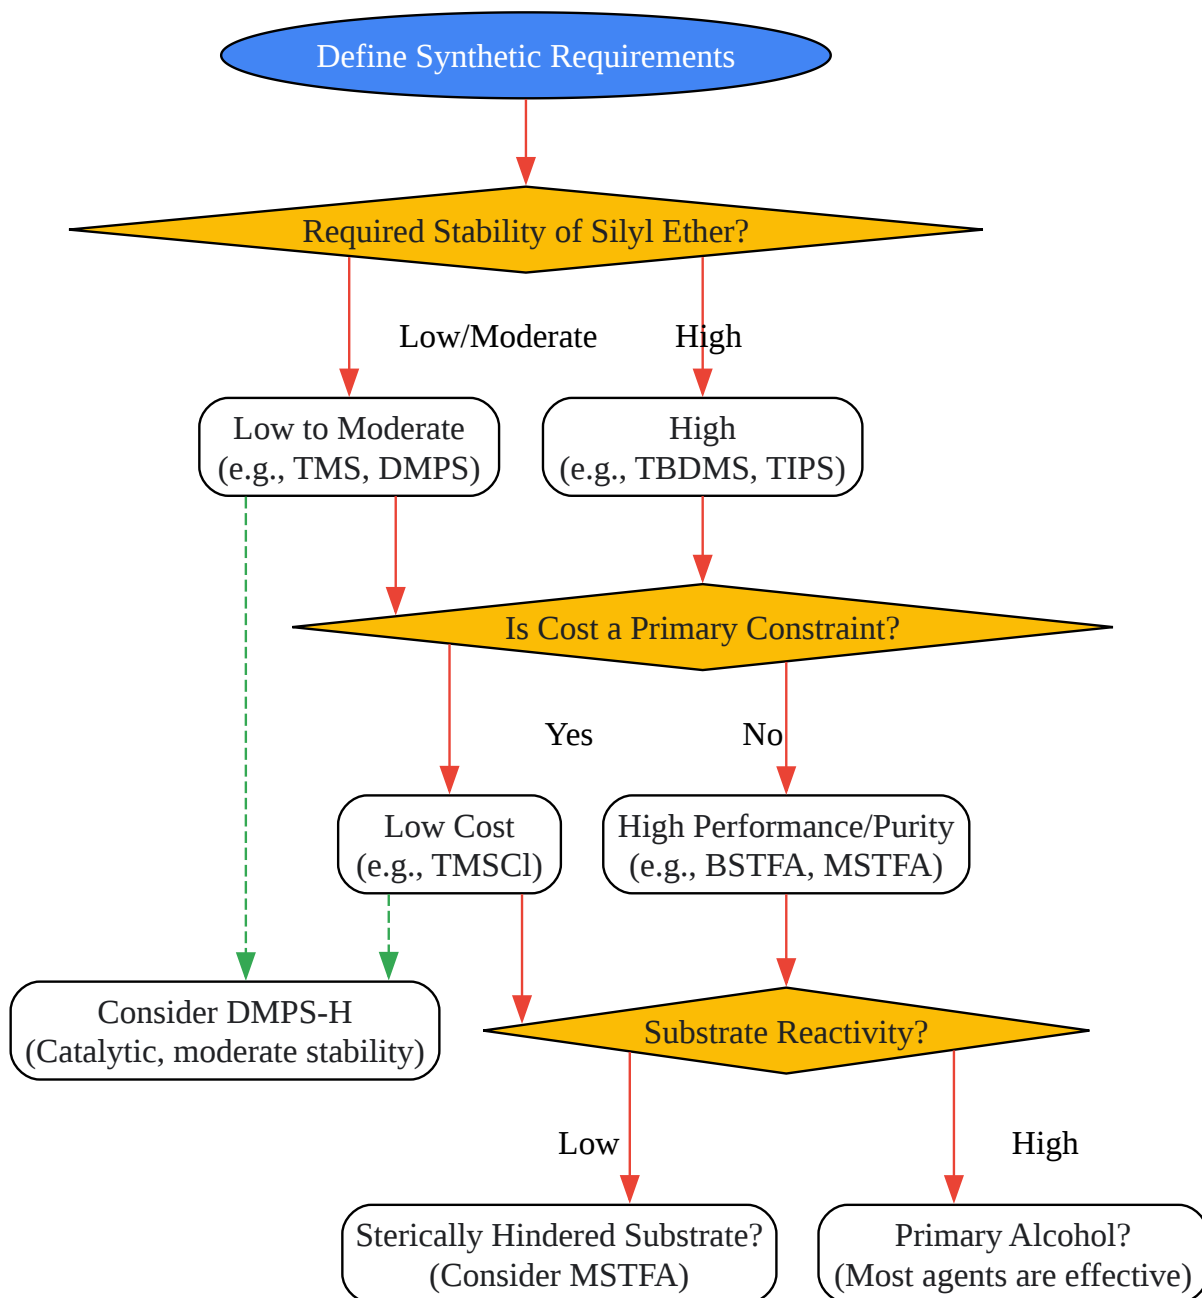 Define Synthetic Requirements
Required Stability of Silyl Ether?
Low/Moderate
High
Low to Moderate
(e.g., TMS, DMPS)
High
(e.g., TBDMS, TIPS)
Is Cost a Primary Constraint?
Yes
No
Low Cost
(e.g., TMSCl)
High Performance/Purity
(e.g., BSTFA, MSTFA)
Consider DMPS-H
(Catalytic, moderate stability)
Substrate Reactivity?
Low
High
Sterically Hindered Substrate?
(Consider MSTFA)
Primary Alcohol?
(Most agents are effective)